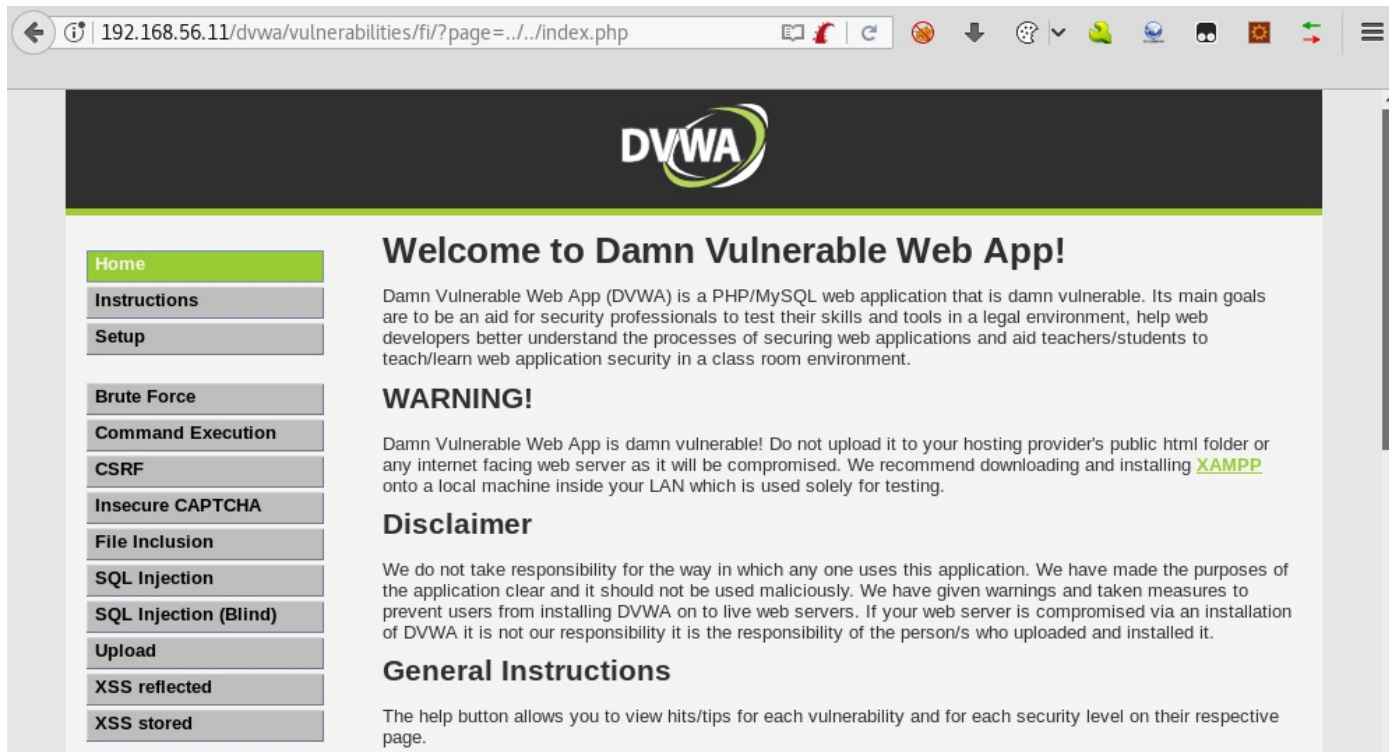 192.168.56.11/dvwa/vulnerabilities/fi/?page=../../index.php
DVWA
Home
Instructions
Setup
Brute Force
Command Execution
CSRF
Insecure CAPTCHA
File Inclusion
SQL Injection
SQL Injection (Blind)
Upload
XSS reflected
XSS stored
Welcome to Damn Vulnerable Web App!
Damn Vulnerable Web App (DVWA) is a PHP/MySQL web application that is damn vulnerable. Its main goals
are to be an aid for security professionals to test their skills and tools in a legal environment, help web
developers better understand the processes of securing web applications and aid teachers/students to
teach/learn web application security in a class room environment.
WARNING!
Damn Vulnerable Web App is damn vulnerable! Do not upload it to your hosting provider's public html folder or
any internet facing web server as it will be compromised. We recommend downloading and installing XAMPP
onto a local machine inside your LAN which is used solely for testing.
Disclaimer
We do not take responsibility for the way in which any one uses this application. We have made the purposes of
the application clear and it should not be used maliciously. We have given warnings and taken measures to
prevent users from installing DVWA on to live web servers. If your web server is compromised via an installation
of DVWA it is not our responsibility it is the responsibility of the person/s who uploaded and installed it.
General Instructions
The help button allows you to view hits/tips for each vulnerability and for each security level on their respective
page.